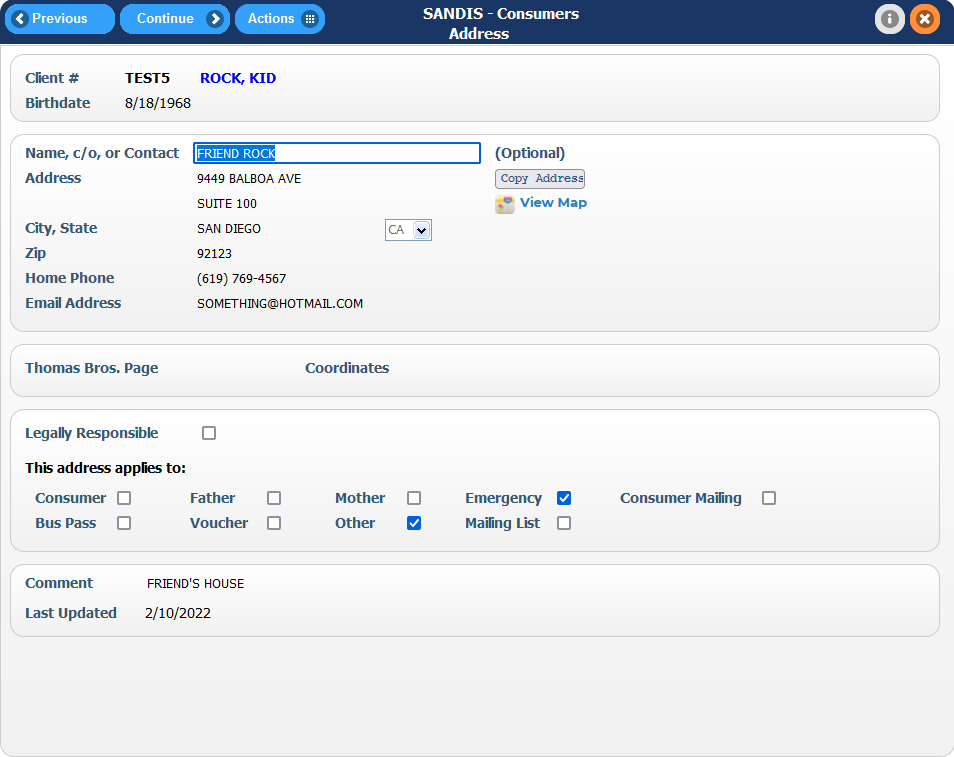 Previous Continue Actions SANDIS - Consumers
Address
Client # TEST5 ROCK, KID
Birthdate 8/18/1968
Name, c/o, or Contact FRIEND ROCK (Optional)
Address 9449 BALBOA AVE Copy Address
SUITE 100 View Map
City, State SAN DIEGO CA
Zip 92123
Home Phone (619) 769-4567
Email Address SOMETHING@HOTMAIL.COM
Thomas Bros. Page Coordinates
Legally Responsible
This address applies to:
Consumer Father Mother Emergency Consumer Mailing
Bus Pass Voucher Other Mailing List
Comment FRIEND'S HOUSE
Last Updated 2/10/2022